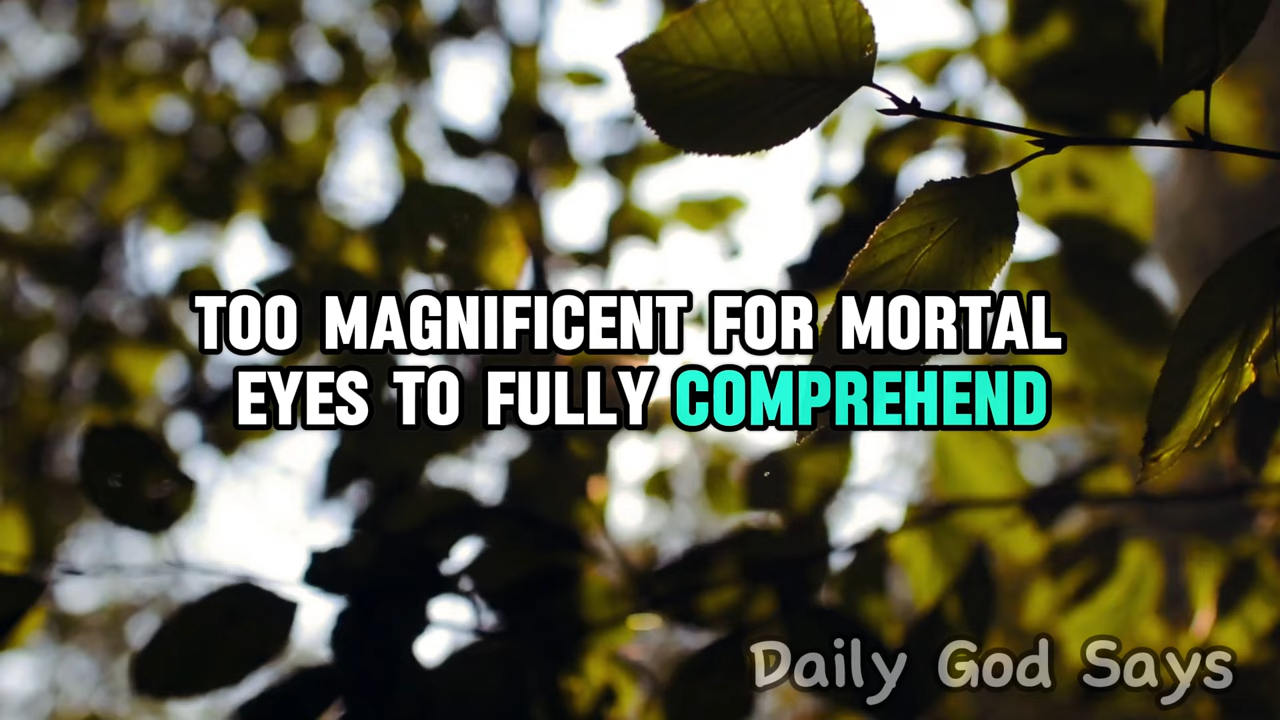 TOO MAGNIFICENT FOR MORTAL
EYES TO FULLY COMPREHEND
Daily God Says